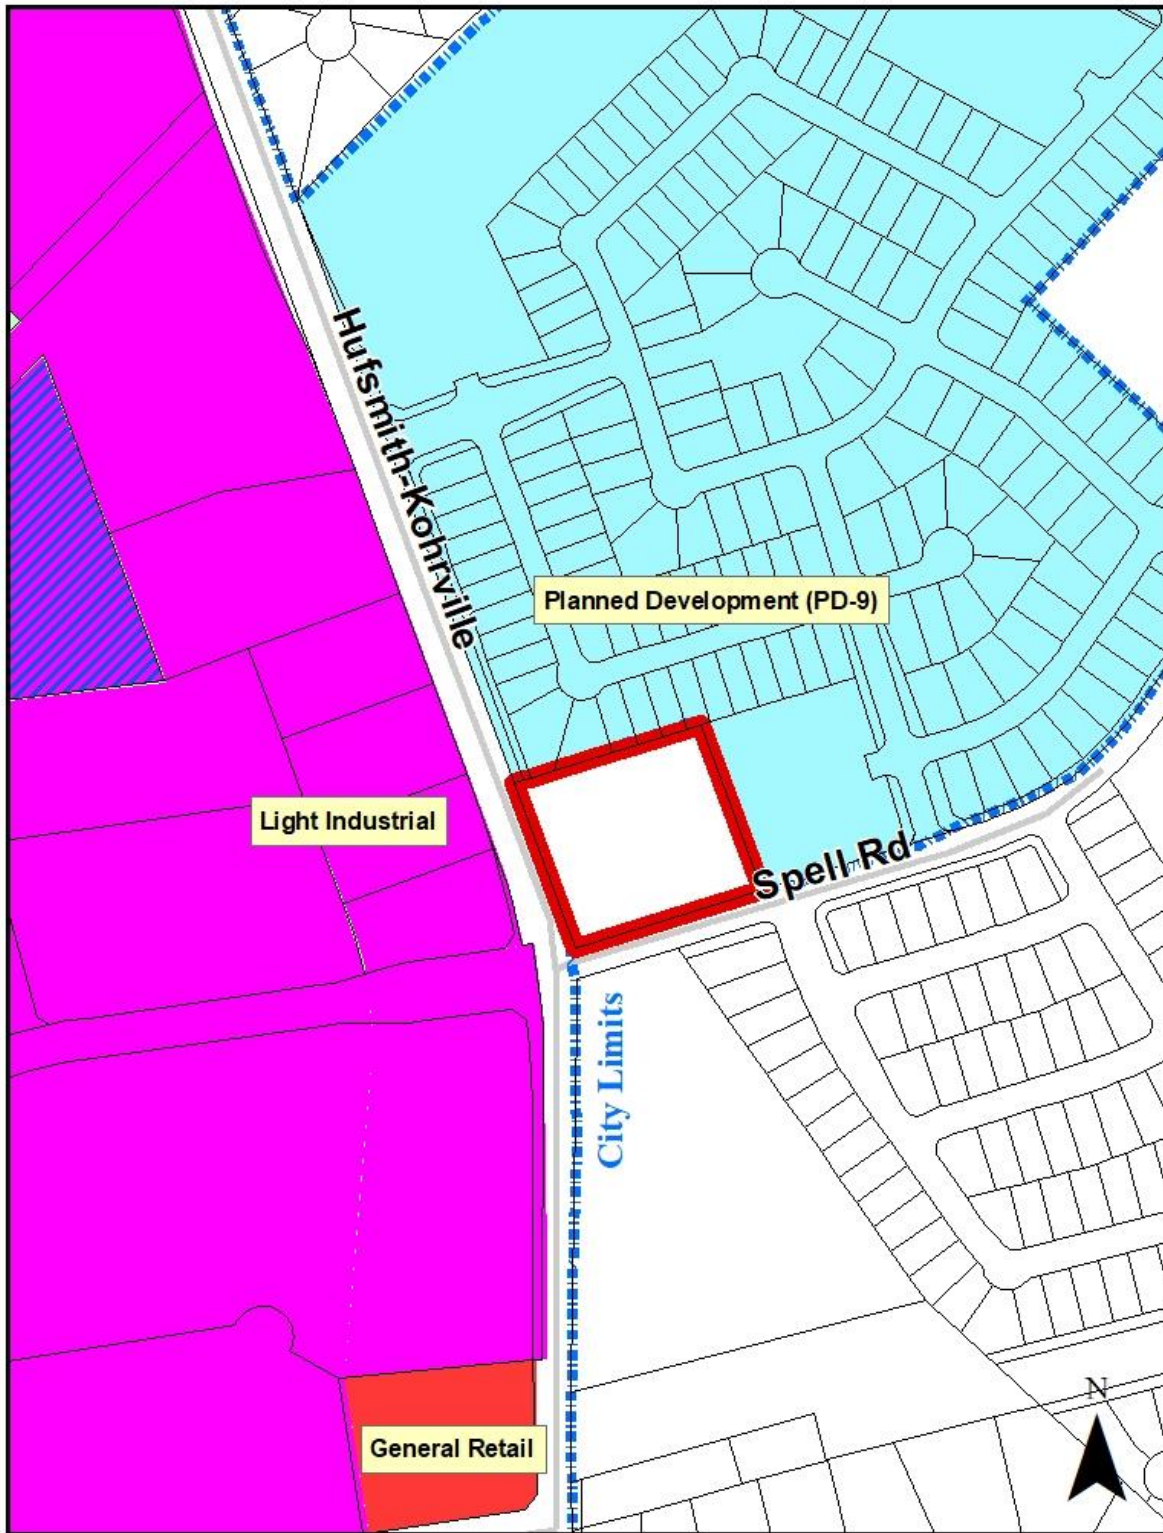 Hufsmith-Kohrville
Planned Development (PD-9)
Light Industrial
Spell Rd
City Limits
N
General Retail